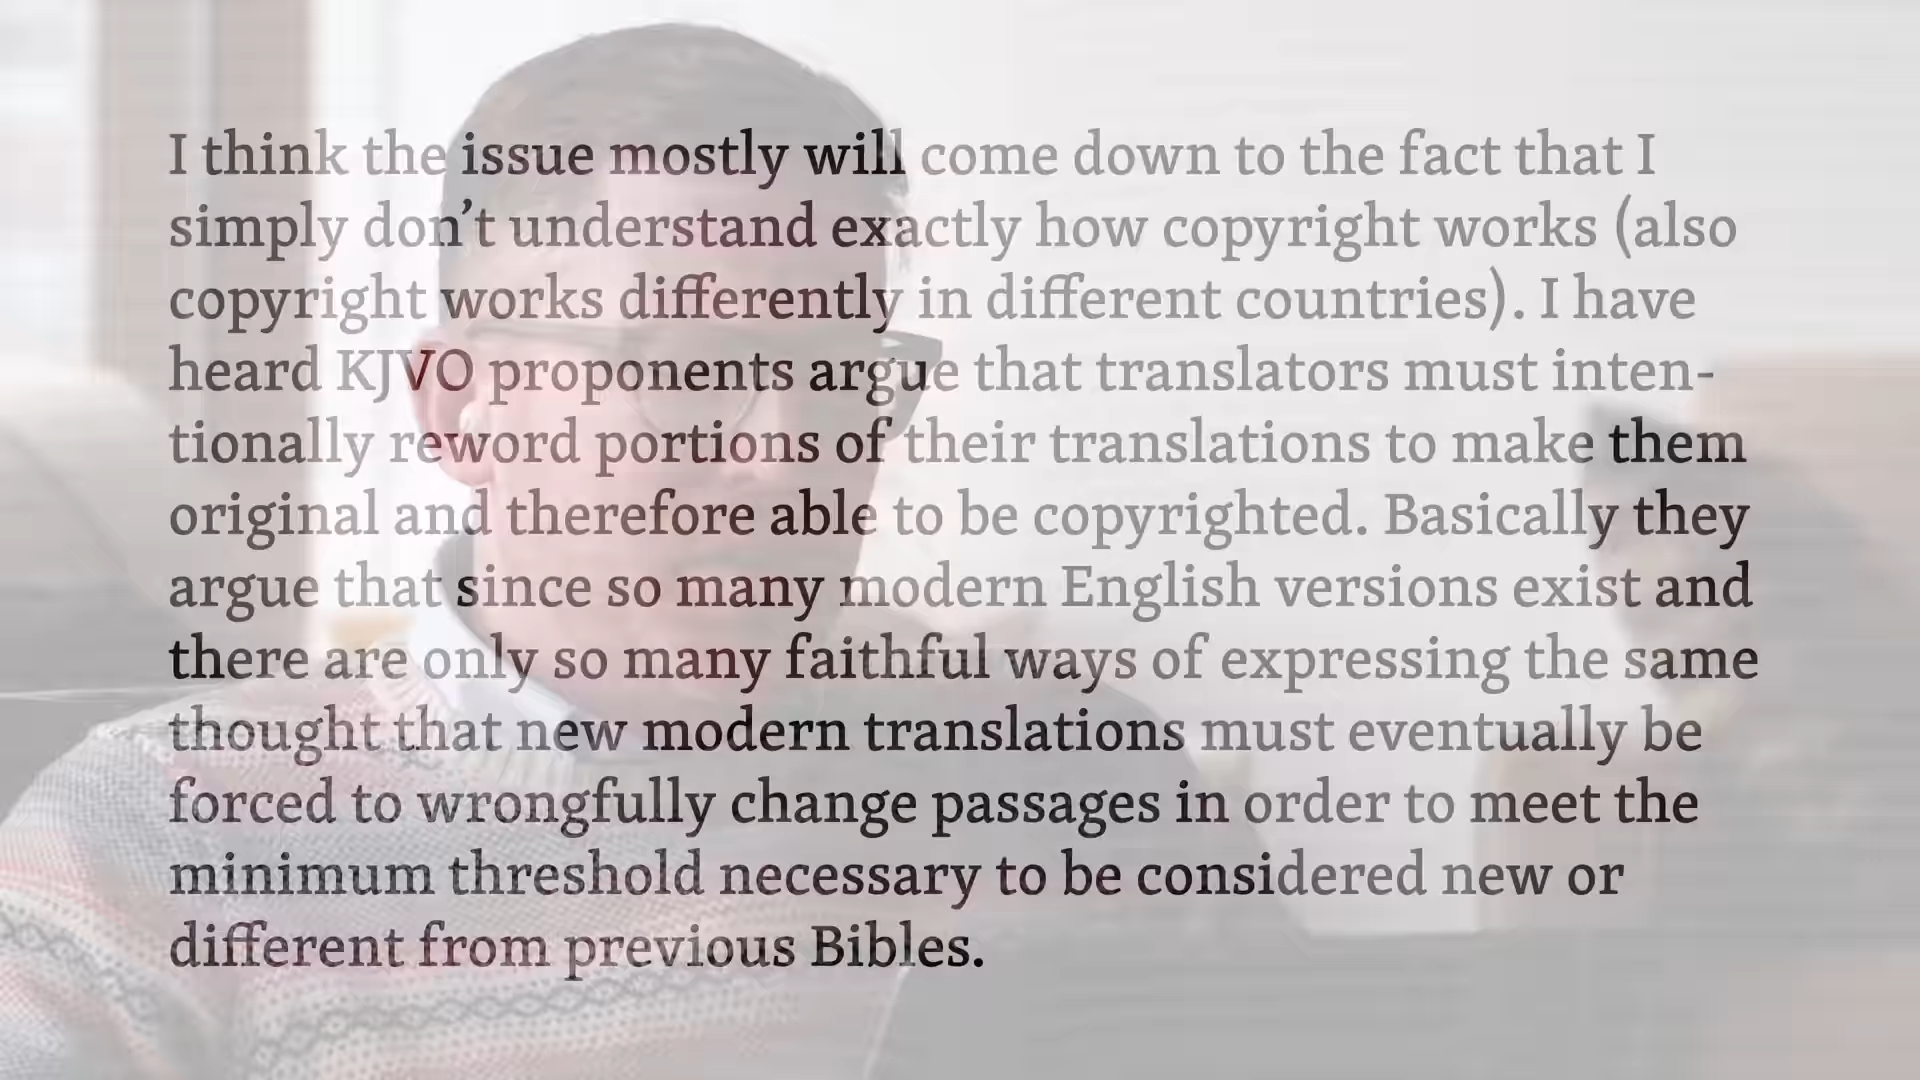 I think the issue mostly will come down to the fact that I
simply don’t understand exactly how copyright works (also
copyright works differently in different countries). I have
heard KJVO proponents argue that translators must inten-
tionally reword portions of their translations to make them
original and therefore able to be copyrighted. Basically they
argue that since so many modern English versions exist and
there are only so many faithful ways of expressing the same
thought that new modern translations must eventually be
forced to wrongfully change passages in order to meet the
minimum threshold necessary to be considered new or
different from previous Bibles.